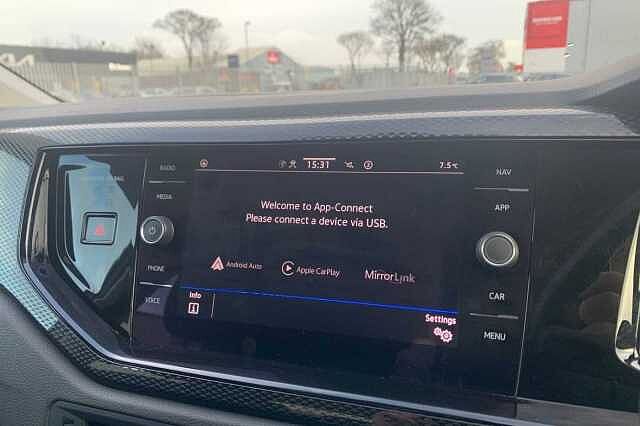 RADIO
MEDIA
PHONE
VOICE
15:31
7.5°C
Welcome to App-Connect
Please connect a device via USB.
Android Auto
Apple CarPlay
MirrorLink
Info
Settings
NAV
APP
CAR
MENU